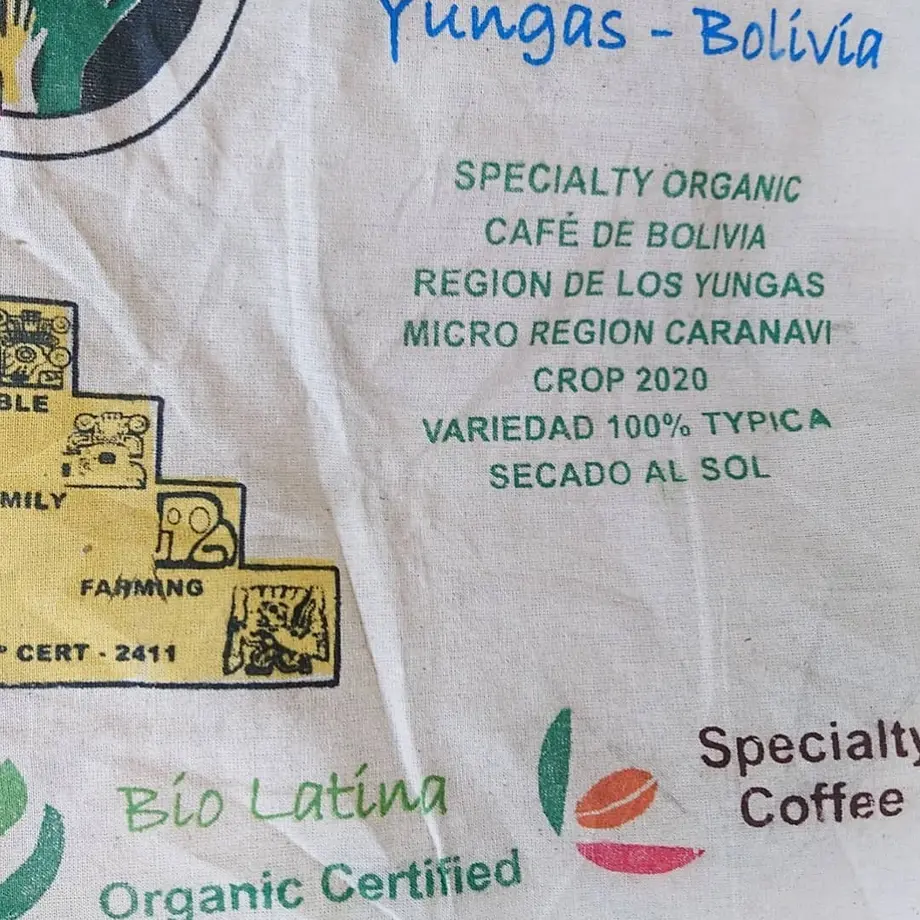 Yungas - Bolivia
SPECIALTY ORGANIC
CAFÉ DE BOLIVIA
REGION DE LOS YUNGAS
MICRO REGION CARANAVI
CROP 2020
VARIEDAD 100% TYPICA
SECADO AL SOL
BLE
MILY
FARMING
° CERT - 2411
Bio Latina
Organic Certified
Specialty
Coffee